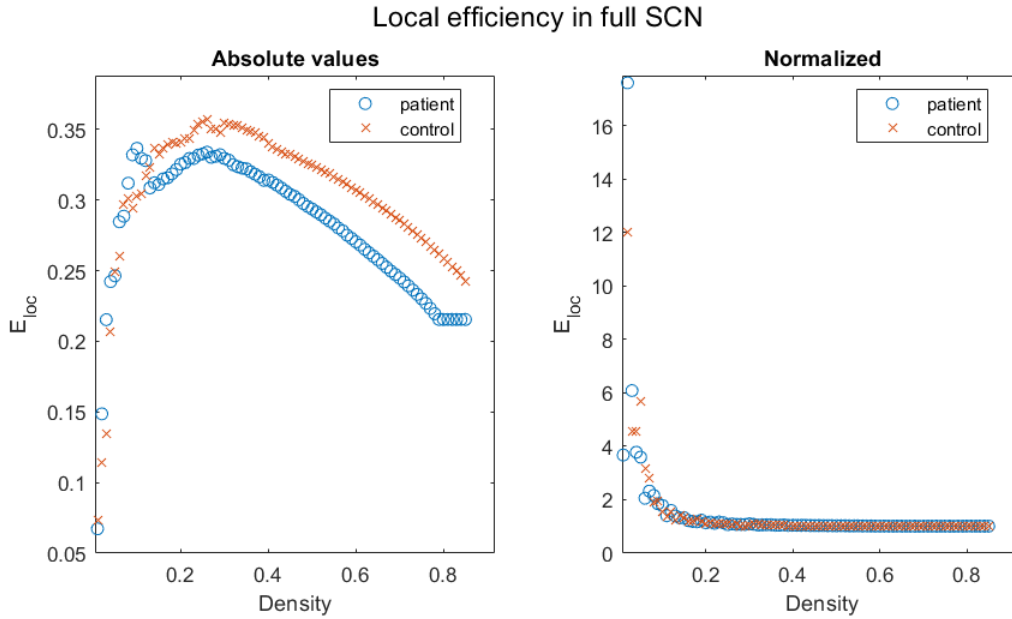 Local efficiency in full SCN
Absolute values
patient
control
0.35
0.3
0.25
0.2
0.15
0.1
0.05
E_loc
0.2 0.4 0.6 0.8
Density
Normalized
patient
control
16
14
12
10
8
6
4
2
0
E_loc
0.2 0.4 0.6 0.8
Density